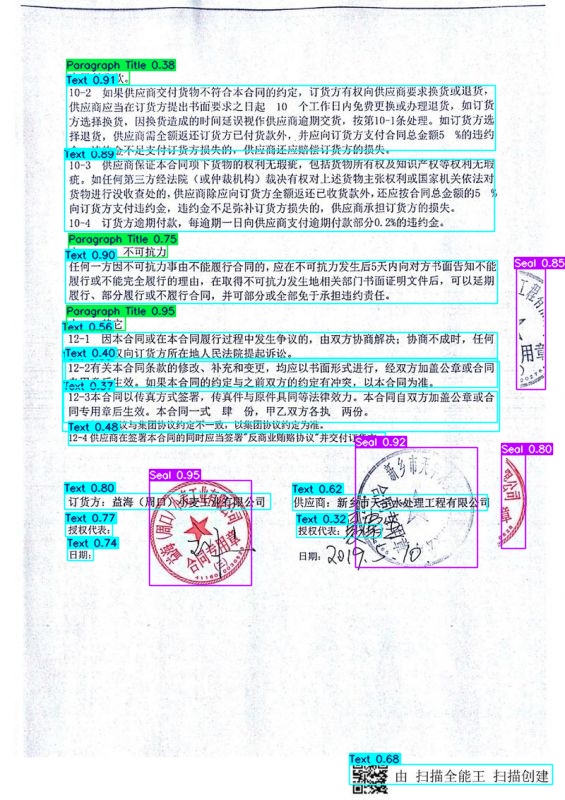 Paragraph Title 0.38
款。
Text 0.91
10-2 如果供应商交付货物不符合本合同的约定，订货方有权向供应商要求换货或退货，
供应商应当在订货方提出书面要求之日起 10 个工作日内免费更换或办理退货，如订货
方选择换货，因换货造成的时间延误视作供应商逾期交货，按第10-1条处理。如订货方选
择退货，供应商需全额返还订货方已付货款外，并应向订货方支付合同总金额5 %的违约
不足支付订货方损失的，供应商还应赔偿订货方的损失。
Text 0.89
10-3 供应商保证本合同项下货物的权利无瑕疵，包括货物所有权及知识产权等权利无瑕
疵，如任何第三方经法院（或仲裁机构）裁决有权对上述货物主张权利或国家机关依法对
货物进行没收查处的，供应商除应向订货方全额返还已收货款外，还应按合同总金额的5 %
向订货方支付违约金，违约金不足弥补订货方损失的，供应商承担订货方的损失。
10-4 订货方逾期付款，每逾期一日向供应商支付逾期付款部分0.2%的违约金。
Paragraph Title 0.75
不可抗力
Text 0.90
任何一方因不可抗力事由不能履行合同的，应在不可抗力发生后5天内向对方书面告知不能
履行或不能完全履行的理由，在取得不可抗力发生地相关部门书面证明文件后，可以延期
履行、部分履行或不履行合同，并可部分或全部免于承担违约责任。
Seal 0.85
工程有
用章
Paragraph Title 0.95
其它
Text 0.56
12-1 因本合同或在本合同履行过程中发生争议的，由双方协商解决；协商不成时，任何
Text 0.40
权向订货方所在地人民法院提起诉讼。
12-2有关本合同条款的修改、补充和变更，均应以书面形式进行，经双方加盖公章或合同
章后生效。如果本合同的约定与之前双方的约定有冲突，以本合同为准。
Text 0.37
12-3本合同以传真方式签署，传真件与原件具同等法律效力。本合同自双方加盖公章或合
同专用章后生效。本合同一式 肆 份，甲乙双方各执 两份。
Text 0.48
议与集团协议约定不一致，以集团协议约定为准。
12-4供应商在签署本合同的同时应当签署"反商业贿赂协议"并交付订
Seal 0.92
Seal 0.80
Seal 0.95
Text 0.80
订货方：益海（周口）小麦工业有限公司
Text 0.62
供应商：新乡市天 水处理工程有限公司
Text 0.77
授权代表：
Text 0.32
授权代表：
Text 0.74
日期：
日期：2019.5.10
合同专用章
新乡市天
公司
章
Text 0.68
由 扫描全能王 扫描创建